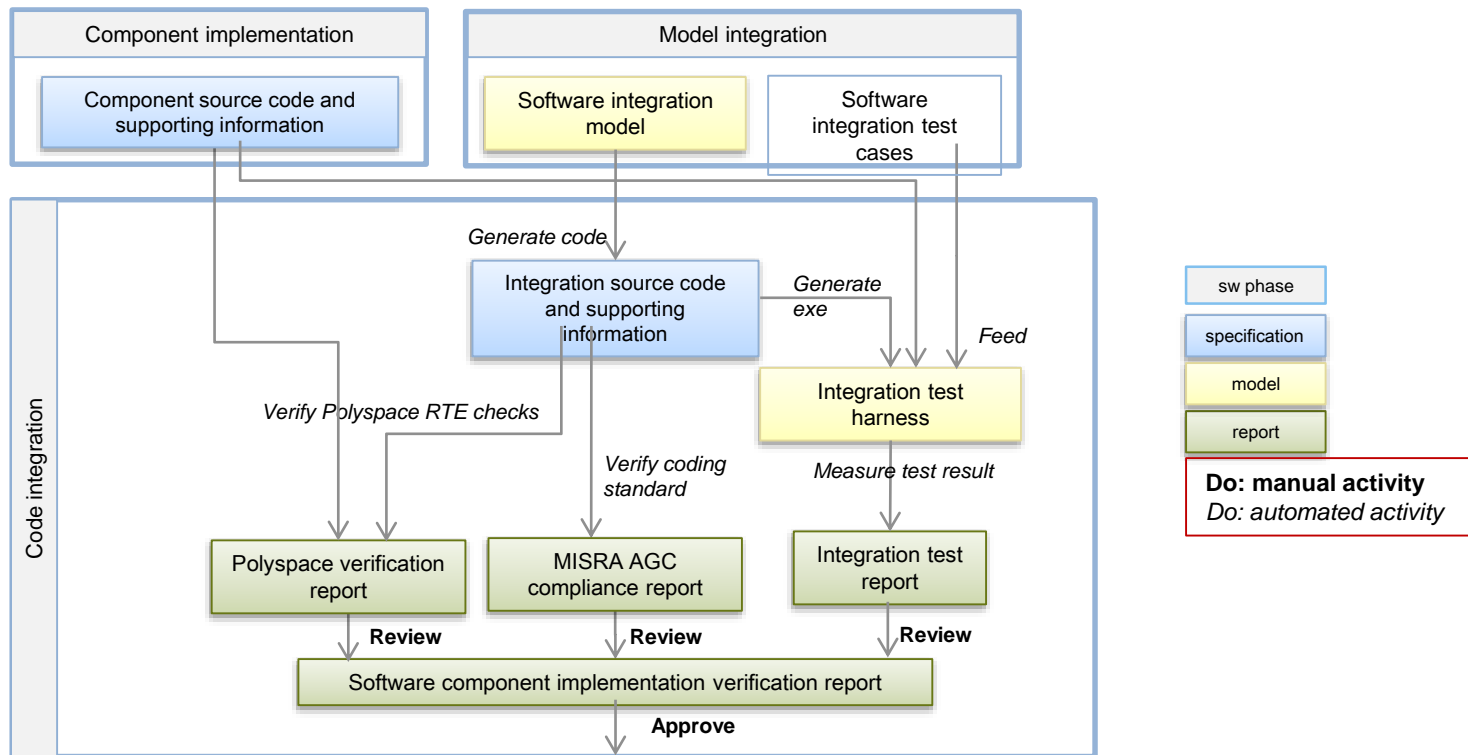 Component implementation
Model integration
Component source code and
supporting information
Software integration
model
Software
integration test
cases
Code integration
Generate code
Integration source code
and supporting
information
Generate
exe
Feed
Verify Polyspace RTE checks
Integration test
harness
Verify coding
standard
Measure test result
Polyspace verification
report
MISRA AGC
compliance report
Integration test
report
Review
Review
Review
Software component implementation verification report
Approve
sw phase
specification
model
report
Do: manual activity
Do: automated activity